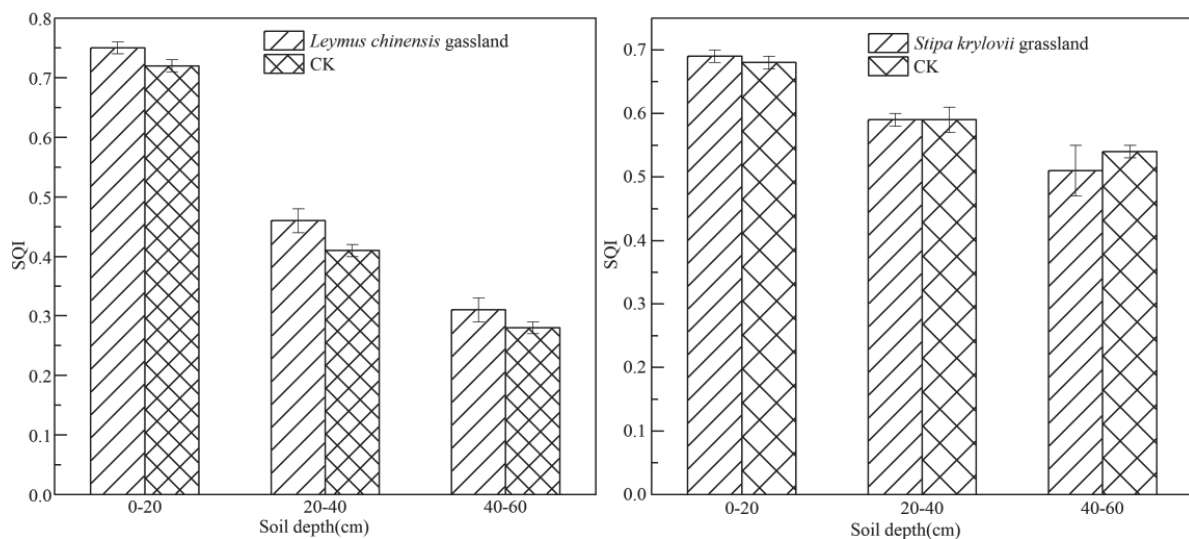 0.8
0.7
0.6
0.5
0.4
0.3
0.2
0.1
0.0
SQI
Leymus chinensis gassland
CK
0-20
20-40
40-60
Soil depth(cm)
0.7
0.6
0.5
0.4
0.3
0.2
0.1
0.0
SQI
Stipa krylovii grassland
CK
0-20
20-40
40-60
Soil depth(cm)